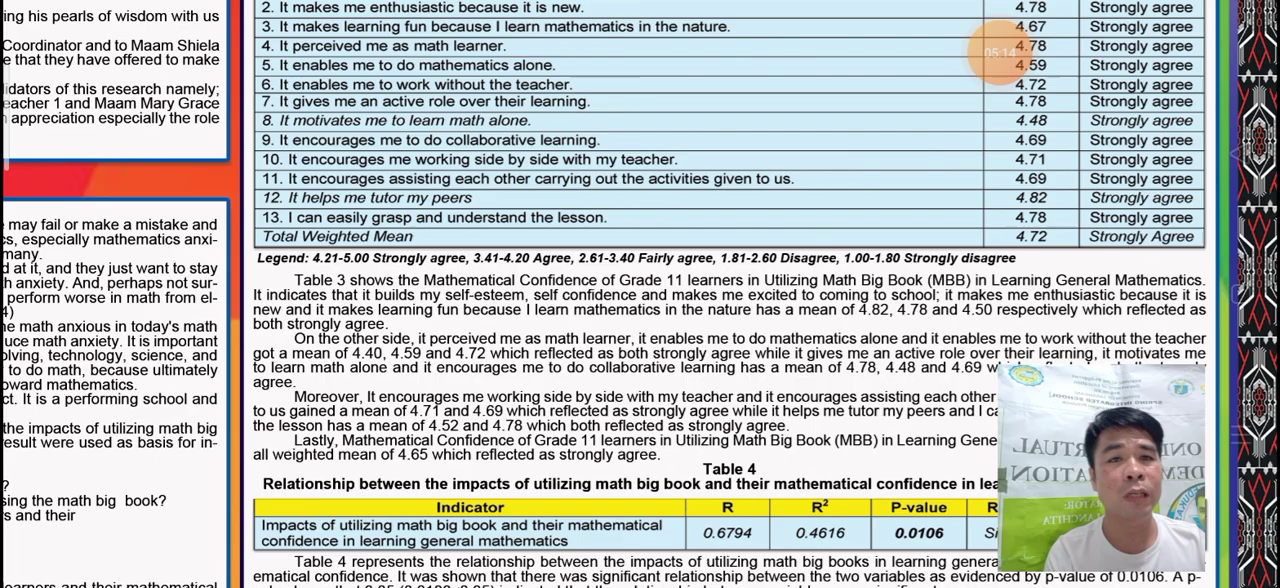 ing his pearls of wisdom with us
Coordinator and to Maam Shiela
e that they have offered to make
idators of this research namely;
eacher 1 and Maam Mary Grace
appreciation especially the role
may fail or make a mistake and
cs, especially mathematics anxi-
many.
d at it, and they just want to stay
h anxiety. And, perhaps not sur-
perform worse in math from el-
4)
ne math anxious in today's math
uce math anxiety. It is important
olving, technology, science, and
to do math, because ultimately
oward mathematics.
ct. It is a performing school and
the impacts of utilizing math big
result were used as basis for in-
?
sing the math big book?
rs and their
earners and their mathematical
2. It makes me enthusiastic because it is new. 4.78 Strongly agree
3. It makes learning fun because I learn mathematics in the nature. 4.67 Strongly agree
4. It perceived me as math learner. 4.78 Strongly agree
05:14
5. It enables me to do mathematics alone. 4.59 Strongly agree
6. It enables me to work without the teacher. 4.72 Strongly agree
7. It gives me an active role over their learning. 4.78 Strongly agree
8. It motivates me to learn math alone. 4.48 Strongly agree
9. It encourages me to do collaborative learning. 4.69 Strongly agree
10. It encourages me working side by side with my teacher. 4.71 Strongly agree
11. It encourages assisting each other carrying out the activities given to us. 4.69 Strongly agree
12. It helps me tutor my peers 4.82 Strongly agree
13. I can easily grasp and understand the lesson. 4.78 Strongly agree
Total Weighted Mean 4.72 Strongly Agree
Legend: 4.21-5.00 Strongly agree, 3.41-4.20 Agree, 2.61-3.40 Fairly agree, 1.81-2.60 Disagree, 1.00-1.80 Strongly disagree
Table 3 shows the Mathematical Confidence of Grade 11 learners in Utilizing Math Big Book (MBB) in Learning General Mathematics.
It indicates that it builds my self-esteem, self confidence and makes me excited to coming to school; it makes me enthusiastic because it is
new and it makes learning fun because I learn mathematics in the nature has a mean of 4.82, 4.78 and 4.50 respectively which reflected as
both strongly agree.
On the other side, it perceived me as math learner, it enables me to do mathematics alone and it enables me to work without the teacher
got a mean of 4.40, 4.59 and 4.72 which reflected as both strongly agree while it gives me an active role over their learning, it motivates me
to learn math alone and it encourages me to do collaborative learning has a mean of 4.78, 4.48 and 4.69
agree.
Moreover, It encourages me working side by side with my teacher and it encourages assisting each other
to us gained a mean of 4.71 and 4.69 which reflected as strongly agree while it helps me tutor my peers and I ca
the lesson has a mean of 4.52 and 4.78 which both reflected as strongly agree.
Lastly, Mathematical Confidence of Grade 11 learners in Utilizing Math Big Book (MBB) in Learning Gene
all weighted mean of 4.65 which reflected as strongly agree.
Table 4
Relationship between the impacts of utilizing math big book and their mathematical confidence in lea
Indicator R R² P-value R
Impacts of utilizing math big book and their mathematical
confidence in learning general mathematics 0.6794 0.4616 0.0106 Si
Table 4 represents the relationship between the impacts of utilizing math big books in learning genera
ematical confidence. It was shown that there was significant relationship between the two variables as evidenced by p-value of 0.0106. A p-